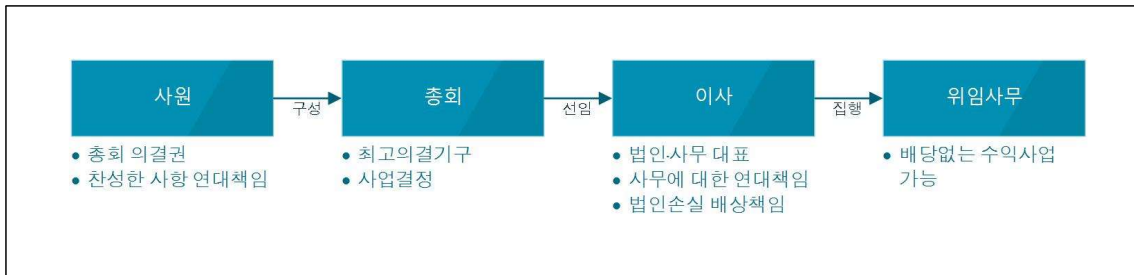 사원
구성
총회
선임
이사
집행
위임사무
• 총회 의결권
• 찬성한 사항 연대책임
• 최고의결기구
• 사업결정
• 법인·사무 대표
• 사무에 대한 연대책임
• 법인손실 배상책임
• 배당없는 수익사업
가능